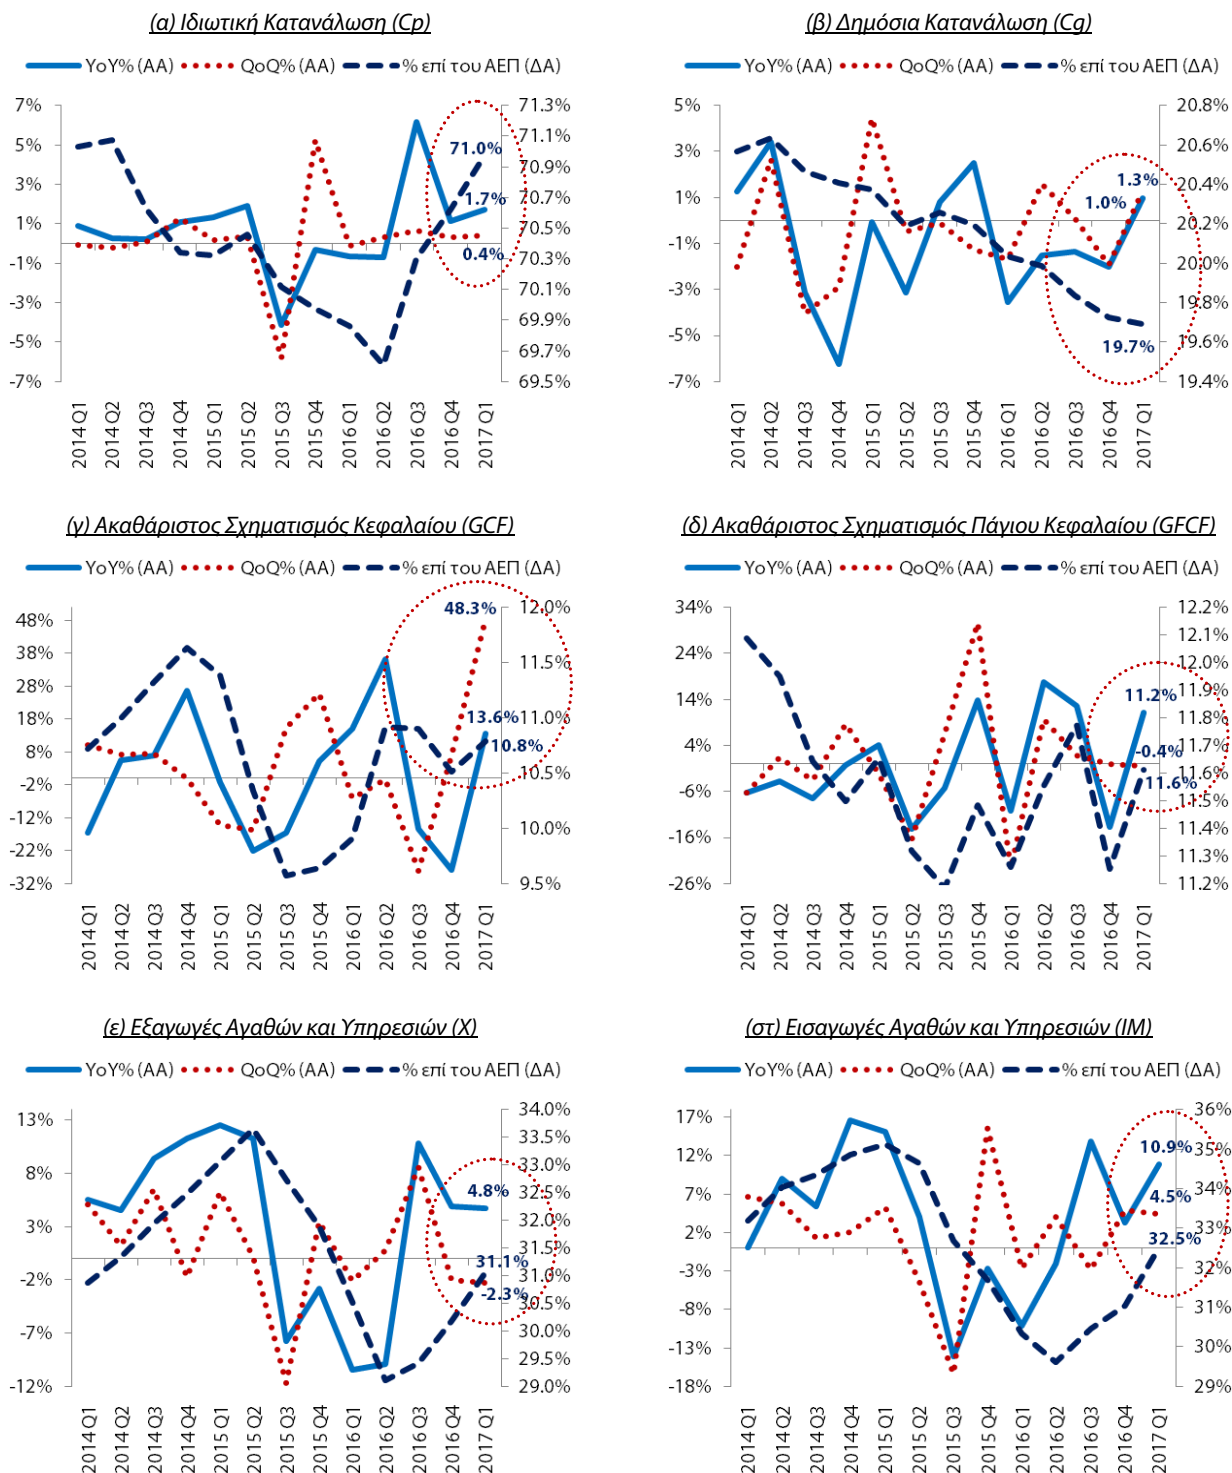 (α) Ιδιωτική Κατανάλωση (Cp)
YoY% (AA) QoQ% (AA) % επί του ΑΕΠ (ΔΑ)
7%
5%
3%
1%
-1%
-3%
-5%
-7%
71.3%
71.1%
70.9%
70.7%
70.5%
70.3%
70.1%
69.9%
69.7%
69.5%
71.0%
1.7%
0.4%
2014 Q1
2014 Q2
2014 Q3
2014 Q4
2015 Q1
2015 Q2
2015 Q3
2015 Q4
2016 Q1
2016 Q2
2016 Q3
2016 Q4
2017 Q1
(β) Δημόσια Κατανάλωση (Cg)
YoY% (AA) QoQ% (AA) % επί του ΑΕΠ (ΔΑ)
5%
3%
1%
-1%
-3%
-5%
-7%
20.8%
20.6%
20.4%
20.2%
20.0%
19.8%
19.6%
19.4%
1.3%
1.0%
19.7%
2014 Q1
2014 Q2
2014 Q3
2014 Q4
2015 Q1
2015 Q2
2015 Q3
2015 Q4
2016 Q1
2016 Q2
2016 Q3
2016 Q4
2017 Q1
(γ) Ακαθάριστος Σχηματισμός Κεφαλαίου (GCF)
YoY% (AA) QoQ% (AA) % επί του ΑΕΠ (ΔΑ)
48%
38%
28%
18%
8%
-2%
-12%
-22%
-32%
12.0%
11.5%
11.0%
10.5%
10.0%
9.5%
48.3%
13.6%
10.8%
2014 Q1
2014 Q2
2014 Q3
2014 Q4
2015 Q1
2015 Q2
2015 Q3
2015 Q4
2016 Q1
2016 Q2
2016 Q3
2016 Q4
2017 Q1
(δ) Ακαθάριστος Σχηματισμός Πάγιου Κεφαλαίου (GFCF)
YoY% (AA) QoQ% (AA) % επί του ΑΕΠ (ΔΑ)
34%
24%
14%
4%
-6%
-16%
-26%
12.2%
12.1%
12.0%
11.9%
11.8%
11.7%
11.6%
11.5%
11.4%
11.3%
11.2%
11.2%
-0.4%
11.6%
2014 Q1
2014 Q2
2014 Q3
2014 Q4
2015 Q1
2015 Q2
2015 Q3
2015 Q4
2016 Q1
2016 Q2
2016 Q3
2016 Q4
2017 Q1
(ε) Εξαγωγές Αγαθών και Υπηρεσιών (X)
YoY% (AA) QoQ% (AA) % επί του ΑΕΠ (ΔΑ)
13%
8%
3%
-2%
-7%
-12%
34.0%
33.5%
33.0%
32.5%
32.0%
31.5%
31.0%
30.5%
30.0%
29.5%
29.0%
4.8%
31.1%
-2.3%
2014 Q1
2014 Q2
2014 Q3
2014 Q4
2015 Q1
2015 Q2
2015 Q3
2015 Q4
2016 Q1
2016 Q2
2016 Q3
2016 Q4
2017 Q1
(στ) Εισαγωγές Αγαθών και Υπηρεσιών (IM)
YoY% (AA) QoQ% (AA) % επί του ΑΕΠ (ΔΑ)
17%
12%
7%
2%
-3%
-8%
-13%
-18%
36%
35%
34%
33%
32%
31%
30%
29%
10.9%
4.5%
32.5%
2014 Q1
2014 Q2
2014 Q3
2014 Q4
2015 Q1
2015 Q2
2015 Q3
2015 Q4
2016 Q1
2016 Q2
2016 Q3
2016 Q4
2017 Q1